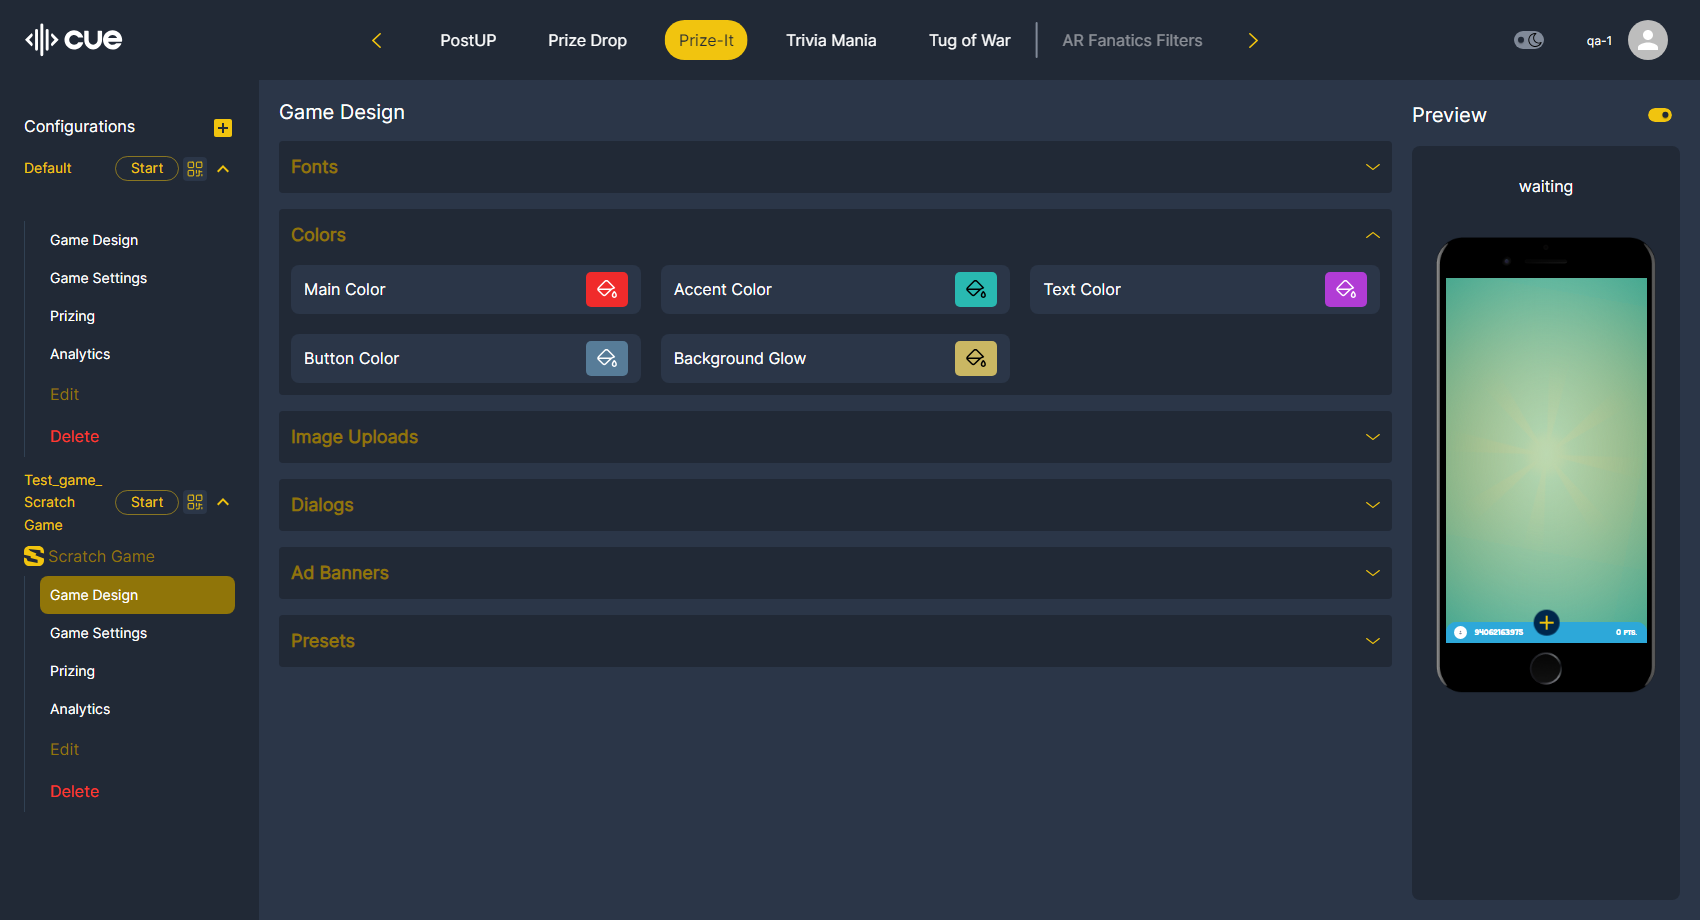 cue
PostUP
Prize Drop
Prize-It
Trivia Mania
Tug of War
AR Fanatics Filters
qa-1
Configurations
Default
Start
Game Design
Game Settings
Prizing
Analytics
Edit
Delete
Test_game_
Scratch
Game
Start
Scratch Game
Game Design
Game Settings
Prizing
Analytics
Edit
Delete
Game Design
Fonts
Colors
Main Color
Accent Color
Text Color
Button Color
Background Glow
Image Uploads
Dialogs
Ad Banners
Presets
Preview
waiting
94062163975
0 PTS.